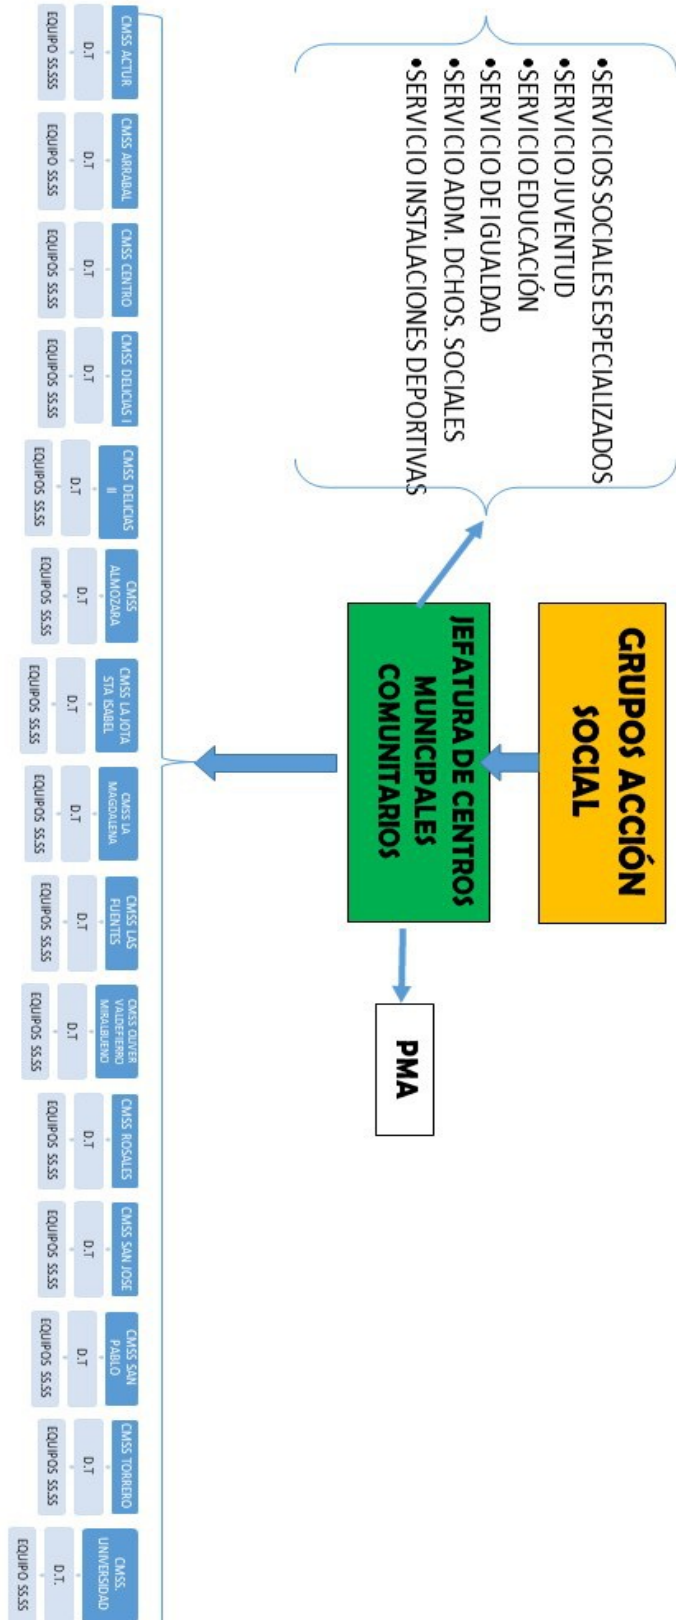 GRUPOS ACCIÓN
SOCIAL
JEFATURA DE CENTROS
MUNICIPALES
COMUNITARIOS
PMA
•SERVICIOS SOCIALES ESPECIALIZADOS
•SERVICIO JUVENTUD
•SERVICIO EDUCACIÓN
•SERVICIO DE IGUALDAD
•SERVICIO ADM. DCHOS. SOCIALES
•SERVICIO INSTALACIONES DEPORTIVAS
CMSS ACTUR
D.T
EQUIPO SS.SSS
CMSS ARRABAL
D.T
EQUIPO SS.SS
CMSS CENTRO
D.T
EQUIPOS SS.SS
CMSS DELICIAS I
D.T
EQUIPOS SS.SS
CMSS DELICIAS
II
D.T
EQUIPOS SS.SS
CMSS
ALMOZARA
D.T
EQUIPOS SS.SS
CMSS LA JOTA
STA ISABEL
D.T
EQUIPOS SS.SS
CMSS LA
MAGDALENA
D.T
EQUIPOS SS.SS
CMSS LAS
FUENTES
D.T
EQUIPOS SS.SS
CMSS OLIVER
VALDEFIERRO
MIRALBUENO
D.T
EQUIPOS SS.SS
CMSS ROSALES
D.T
EQUIPOS SS.SS
CMSS SAN JOSE
D.T
EQUIPOS SS.SS
CMSS SAN
PABLO
D.T
EQUIPOS SS.SS
CMSS TORRERO
D.T
EQUIPOS SS.SS
CMSS.
UNIVERSIDAD
D.T.
EQUIPO SS.SS